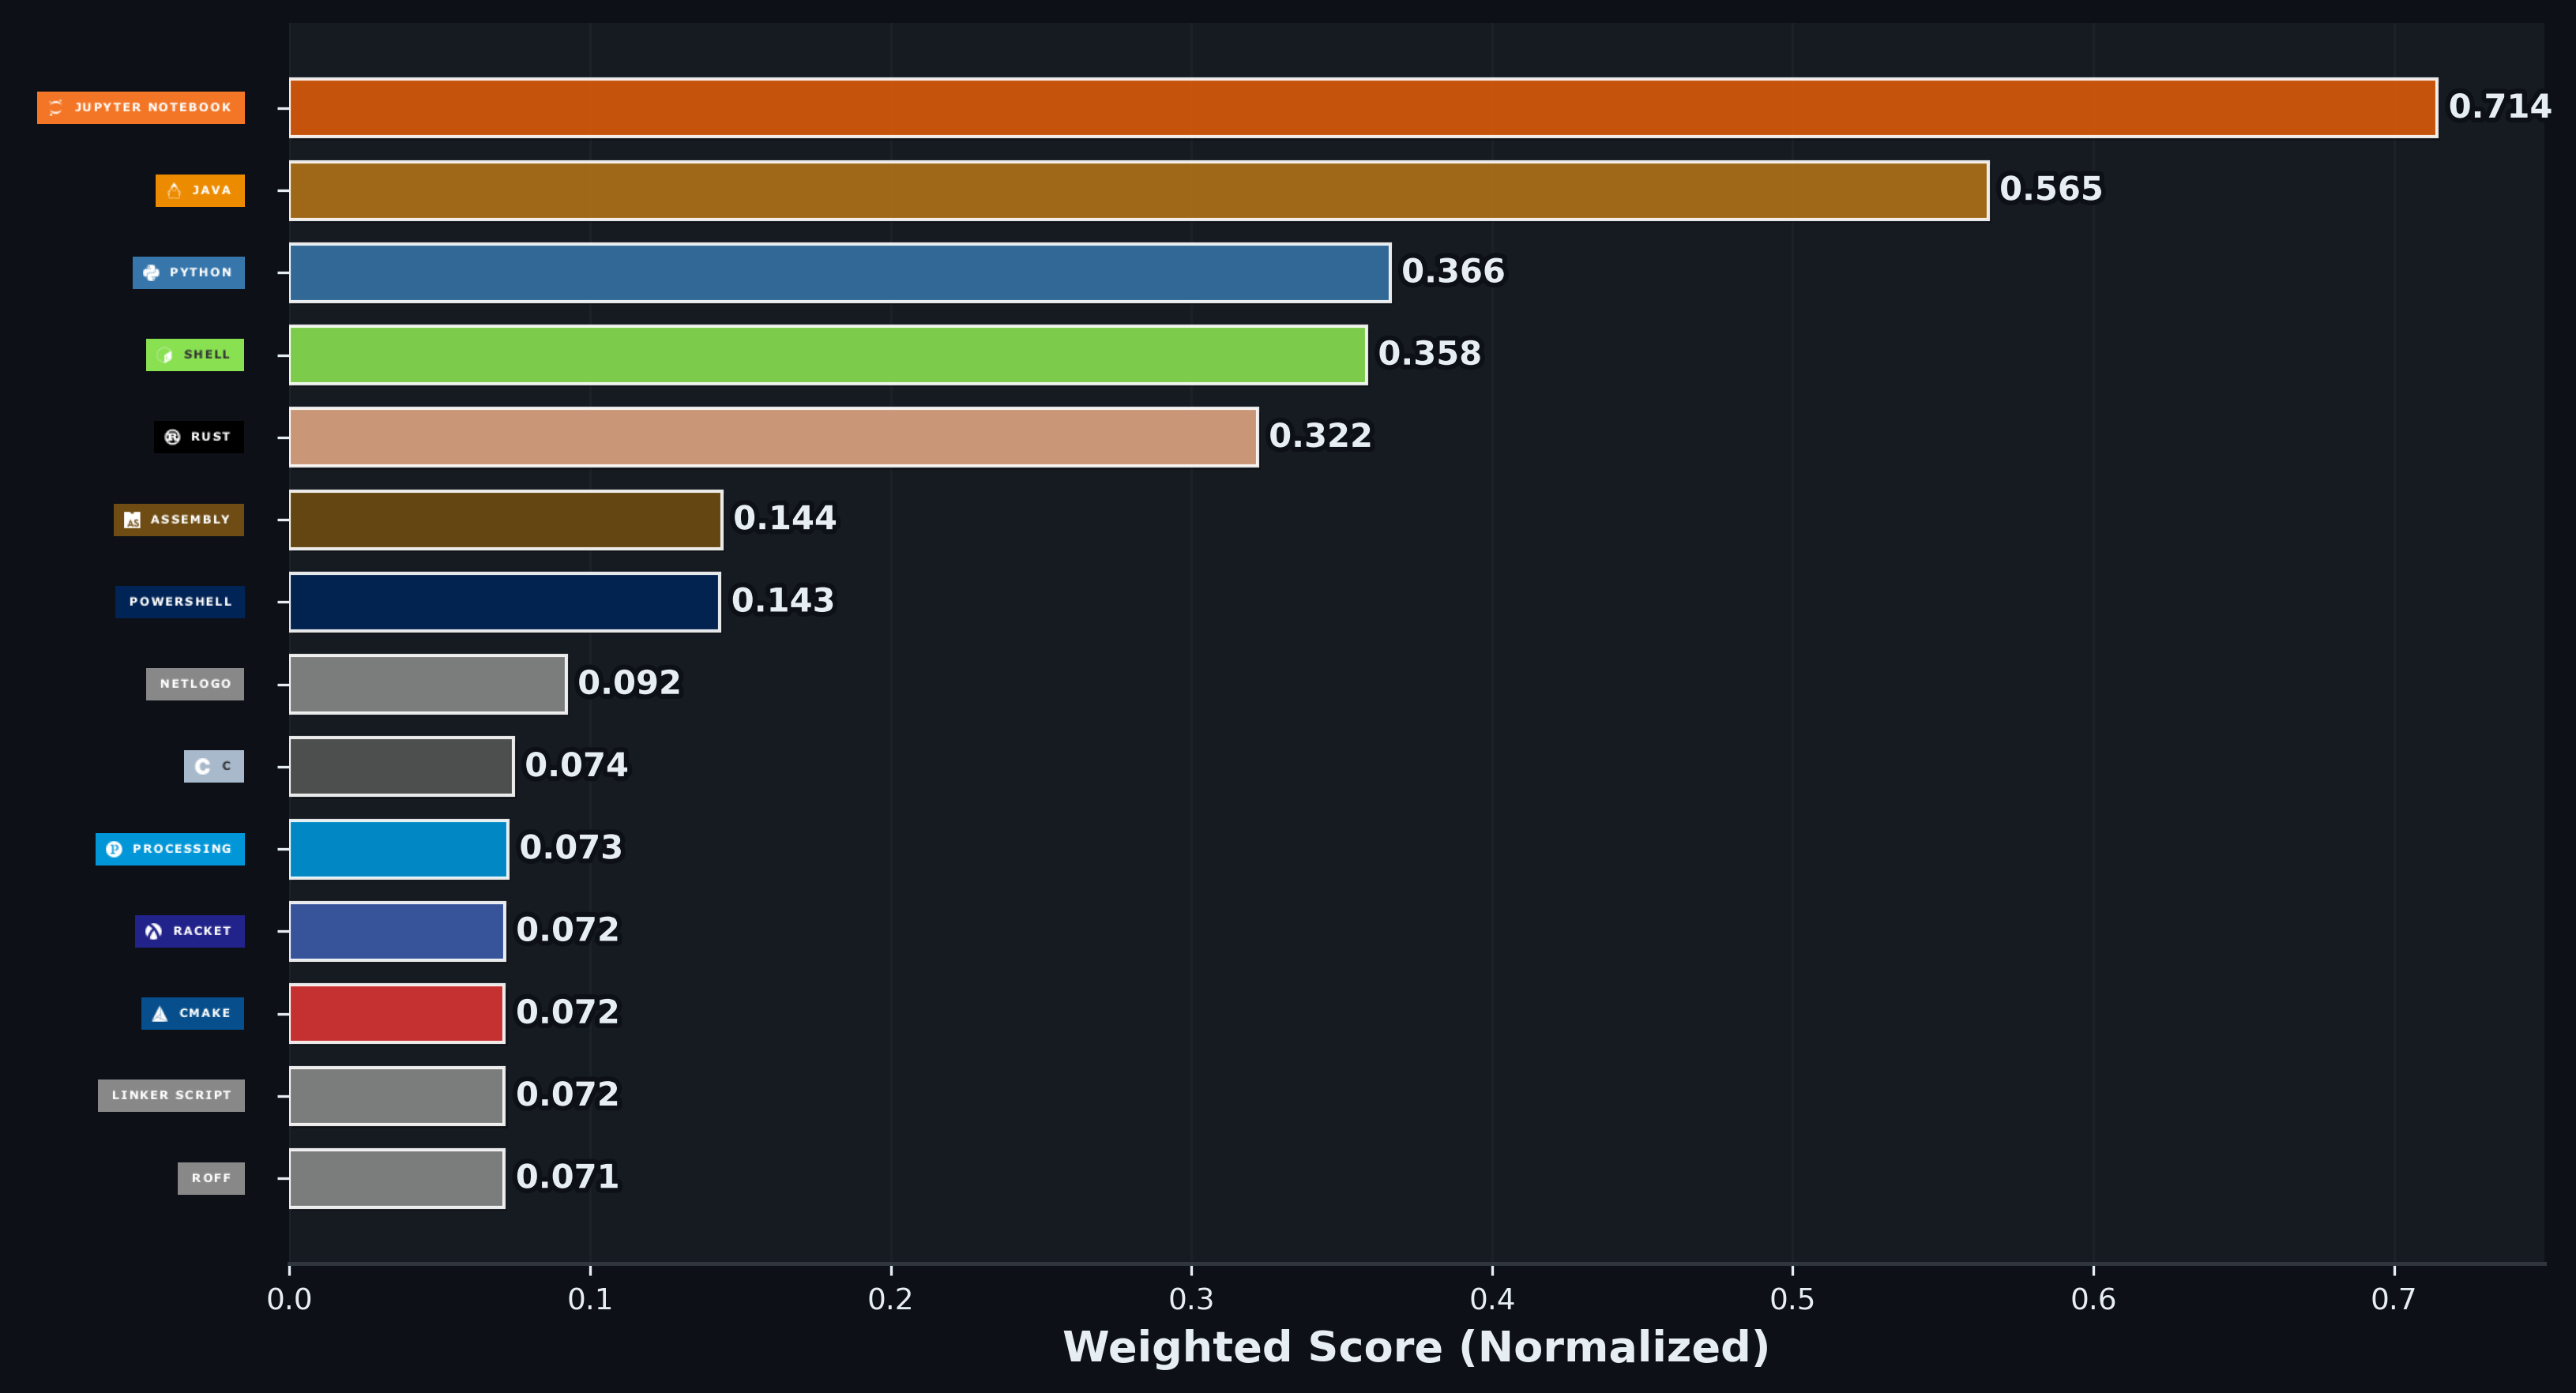 JUPYTER NOTEBOOK 0.714
JAVA 0.565
PYTHON 0.366
SHELL 0.358
RUST 0.322
AS ASSEMBLY 0.144
POWERSHELL 0.143
NETLOGO 0.092
C C 0.074
P PROCESSING 0.073
RACKET 0.072
CMAKE 0.072
LINKER SCRIPT 0.072
ROFF 0.071
0.0 0.1 0.2 0.3 0.4 0.5 0.6 0.7
Weighted Score (Normalized)